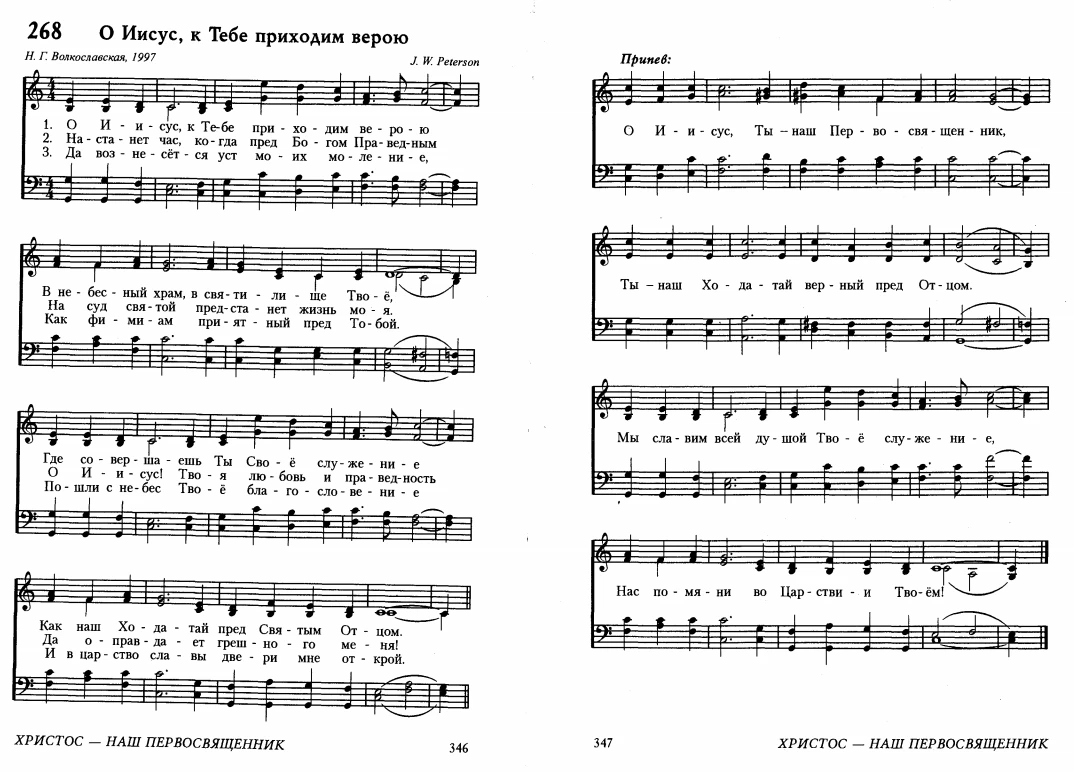 268 О Иисус, к Тебе приходим верою
Н. Г. Волкославская, 1997 J. W. Peterson
1. О И - и - сус, к Те-бе при - хо - дим ве - ро - ю
2. На - ста - нет час, ко - гда пред Бо - гом Пра - вед-ным
3. Да воз - не - сёт - ся уст мо - их мо - ле - ни - е,
В не - бес - ный храм, в свя - ти - ли - ще Тво - ё,
На суд свя - той пред - ста - нет жизнь мо - я.
Как фи - ми - ам при - ят - ный пред То - бой.
Где со - вер - ша - ешь Ты Сво - ё слу - же - ни - е
О И - и - сус! Тво - я лю - бовь и пра - вед-ность
По - шли с не - бес Тво - ё бла - го - сло - ве - ни - е
Как наш Хо - да - тай пред Свя - тым От - цом.
Да о - прав - да - ет греш - но - го ме - ня!
И в цар - ство сла - вы две - ри мне от - крой.
ХРИСТОС — НАШ ПЕРВОСВЯЩЕННИК 346
Припев:
О И - и - сус, Ты – наш Пер - во - свя - щен - ник,
Ты – наш Хо - да - тай вер - ный пред От - цом.
Мы сла - вим всей ду - шой Тво - ё слу - же - ни - е,
Нас по - мя - ни во Цар - стви - и Тво - ём!
347 ХРИСТОС — НАШ ПЕРВОСВЯЩЕННИК